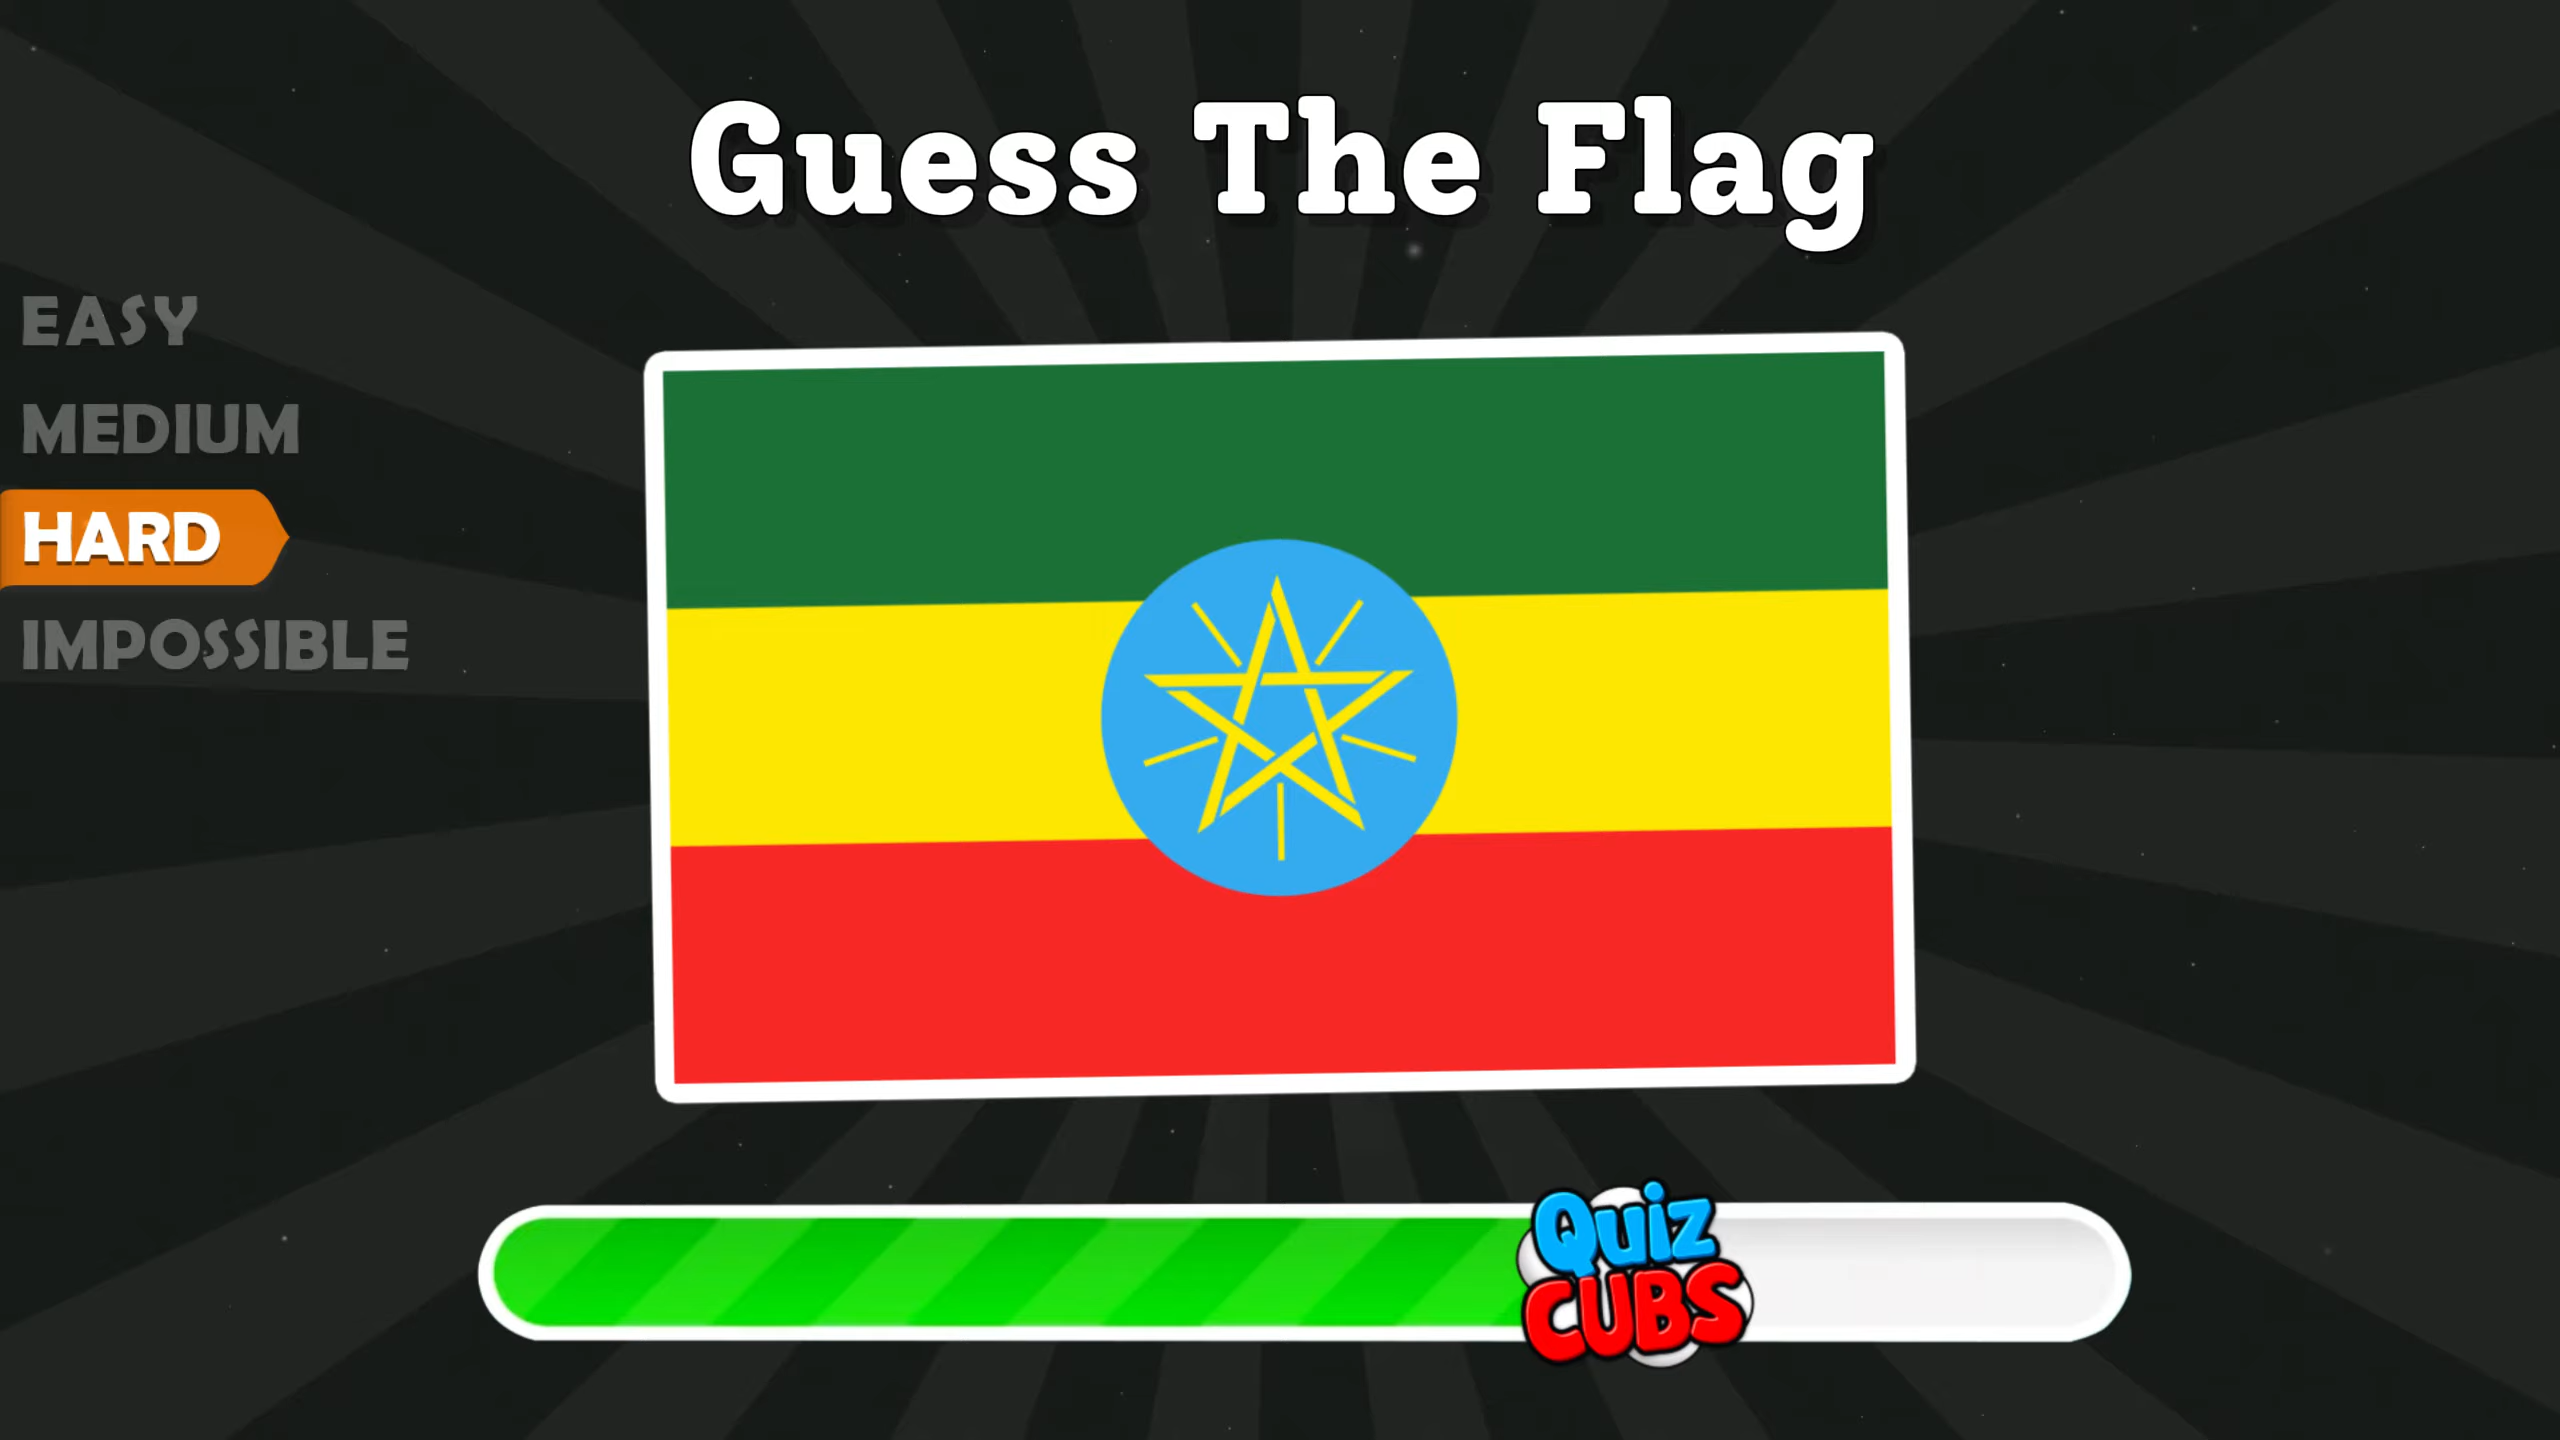 Guess The Flag
EASY
MEDIUM
HARD
IMPOSSIBLE
Quiz
CUBS